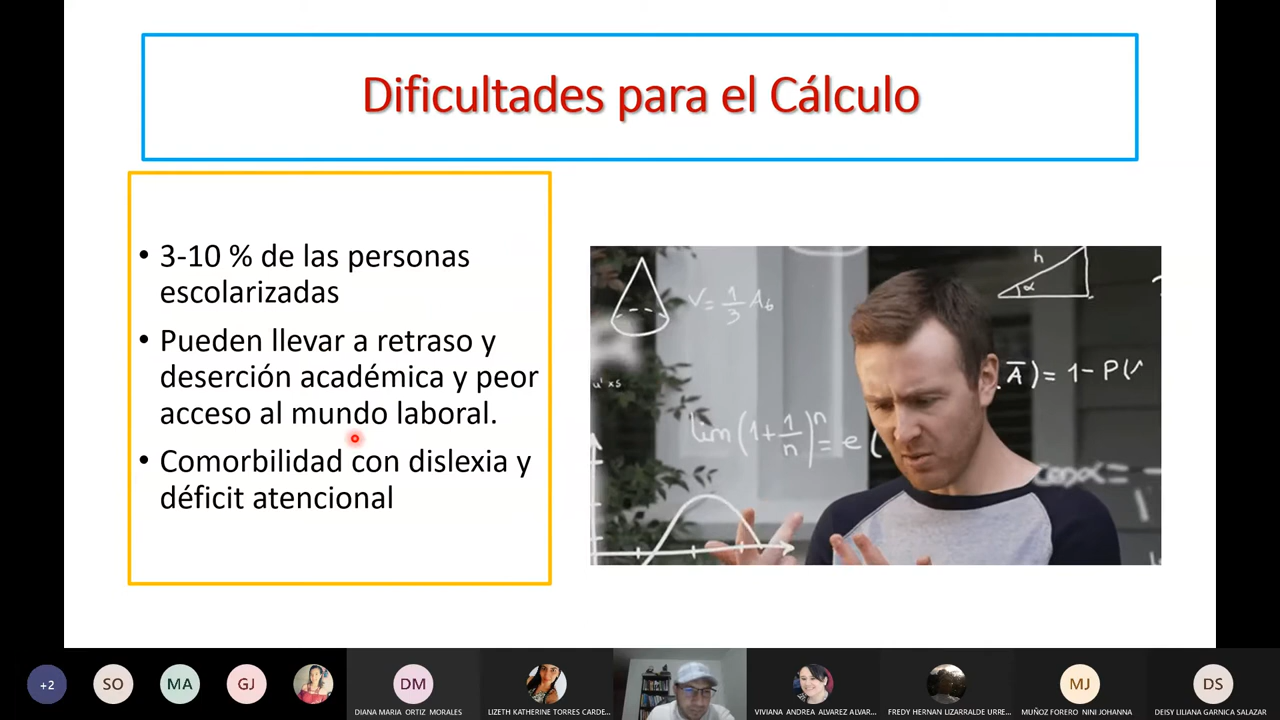 Dificultades para el Cálculo
• 3-10 % de las personas
escolarizadas
• Pueden llevar a retraso y
deserción académica y peor
acceso al mundo laboral.
• Comorbilidad con dislexia y
déficit atencional
h
α
V = 1/3 A_b
u' × s
Ā) = 1 - P(
lim (1 + 1/n)^n = e (
+2
SO
MA
GJ
DM
DIANA MARIA ORTIZ MORALES
LIZETH KATHERINE TORRES CARDE...
VIVIANA ANDREA ALVAREZ ALVAR...
FREDY HERNAN LIZARRALDE URRE...
MJ
MUÑOZ FORERO NINI JOHANNA
DS
DEISY LILIANA GARNICA SALAZAR